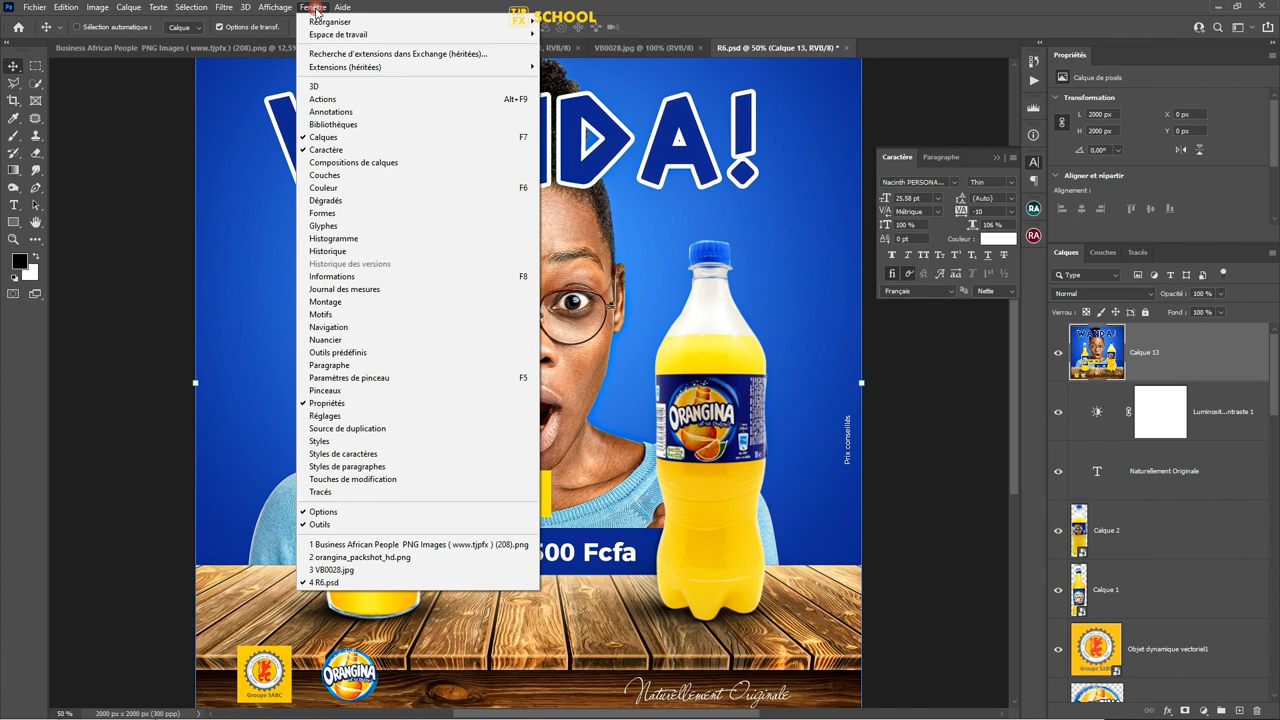 Fichier Edition Image Calque Texte Sélection Filtre 3D Affichage Fenêtre Aide
TJP FX SCHOOL
Sélection automatique : Calque Options de transf.
Business African People PNG Images ( www.tjpfx ) (208).png @ 12,5%
, RVB/8) × VB0028.jpg @ 100% (RVB/8) × R6.psd @ 50% (Calque 13, RVB/8) * ×
Réorganiser
Espace de travail
Recherche d'extensions dans Exchange (héritées)...
Extensions (héritées)
3D
Actions Alt+F9
Annotations
Bibliothèques
Calques F7
Caractère
Compositions de calques
Couches
Couleur F6
Dégradés
Formes
Glyphes
Histogramme
Historique
Historique des versions
Informations F8
Journal des mesures
Montage
Motifs
Navigation
Nuancier
Outils prédéfinis
Paragraphe
Paramètres de pinceau F5
Pinceaux
Propriétés
Réglages
Source de duplication
Styles
Styles de caractères
Styles de paragraphes
Touches de modification
Tracés
Options
Outils
1 Business African People PNG Images ( www.tjpfx ) (208).png
2 orangina_packshot_hd.png
3 VB0028.jpg
4 R6.psd
DA!
ORANGINA
Prix conseillés
500 Fcfa
Groupe SABC
ORANGINA
Naturellement Originale
Caractère Paragraphe
Nacinth PERSONA... Thin
25,58 pt (Auto)
Métrique -10
100 % 106 %
0 pt Couleur :
Français Nette
Propriétés
Calque de pixels
Transformation
L 2000 px X 0 px
H 2000 px Y 0 px
0,00°
Aligner et répartir
Alignement :
Calques Couches Tracés
Type
Normal Opacité : 100 %
Verrou : Fond : 100 %
Calque 13
Luminosit...ntraste 1
Naturellement Originale
Calque 2
Calque 1
Objet dynamique vectoriel1
50 % 2000 px x 2000 px (300 ppp)